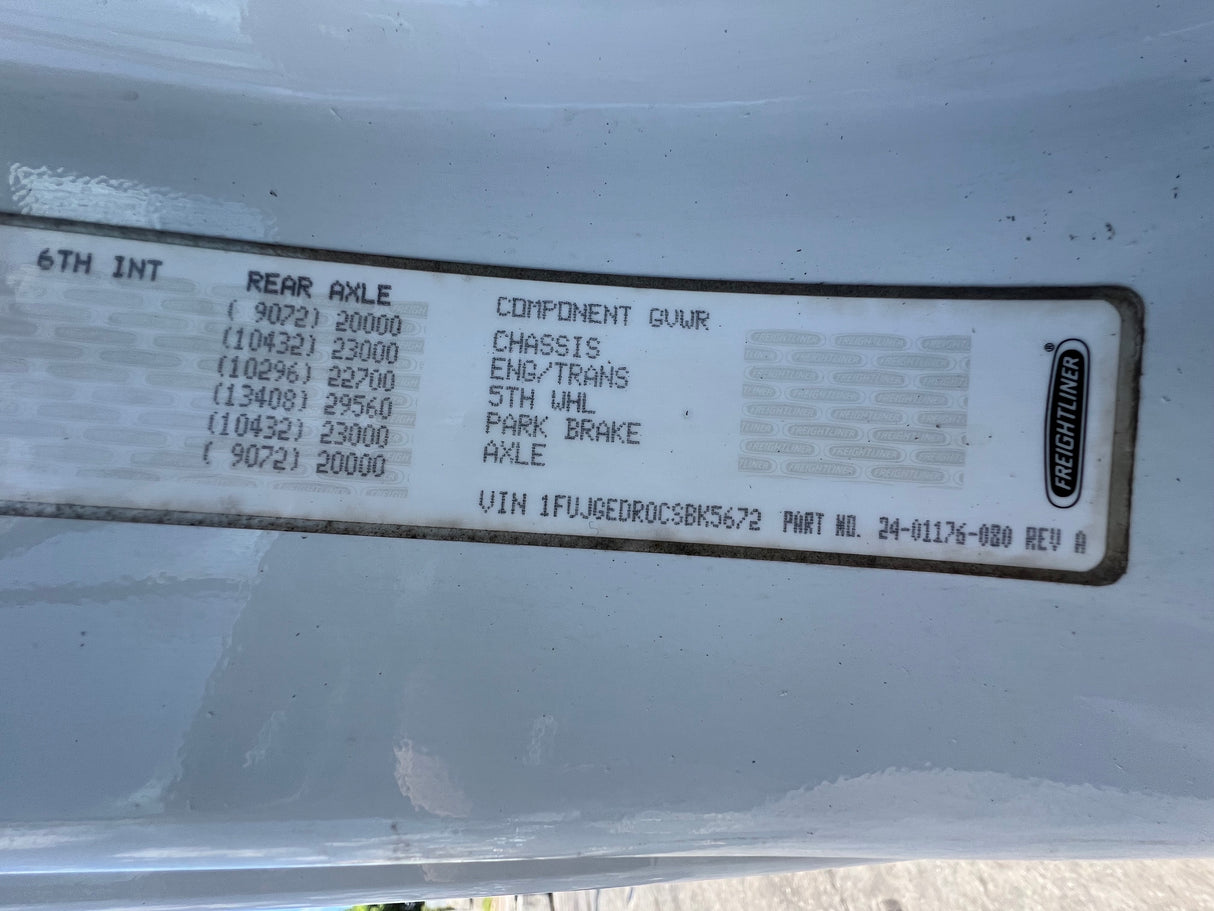 6TH INT REAR AXLE
( 9072) 20000
(10432) 23000
(10296) 22700
(13408) 29560
(10432) 23000
( 9072) 20000
COMPONENT GVWR
CHASSIS
ENG/TRANS
5TH WHL
PARK BRAKE
AXLE
VIN 1FUJGEDR0CSBK5672 PART NO. 24-01176-080 REV A
FREIGHTLINER
®